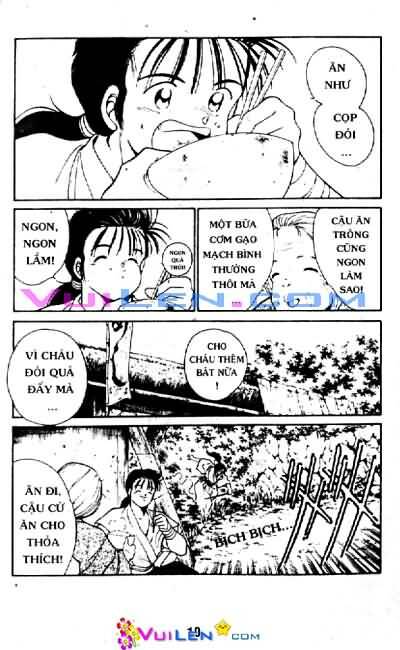 ĂN
NHƯ
CỌP
ĐÓI
...
NGON,
NGON
LẮM!
NGON
QUÁ
TRỜI!
MỘT BỮA
CƠM GẠO
MẠCH BÌNH
THƯỜNG
THÔI MÀ
CẬU ĂN
TRÔNG
CŨNG
NGON
LÀM
SAO!
VuiLen.com
VÌ CHÁU
ĐÓI QUÁ
ĐẤY MÀ
...
CHO
CHÁU THÊM
BÁT NỮA
!
ĂN ĐI,
CẬU CỨ
ĂN CHO
THỎA
THÍCH!
BỊCH BỊCH...
10
VuiLen.com